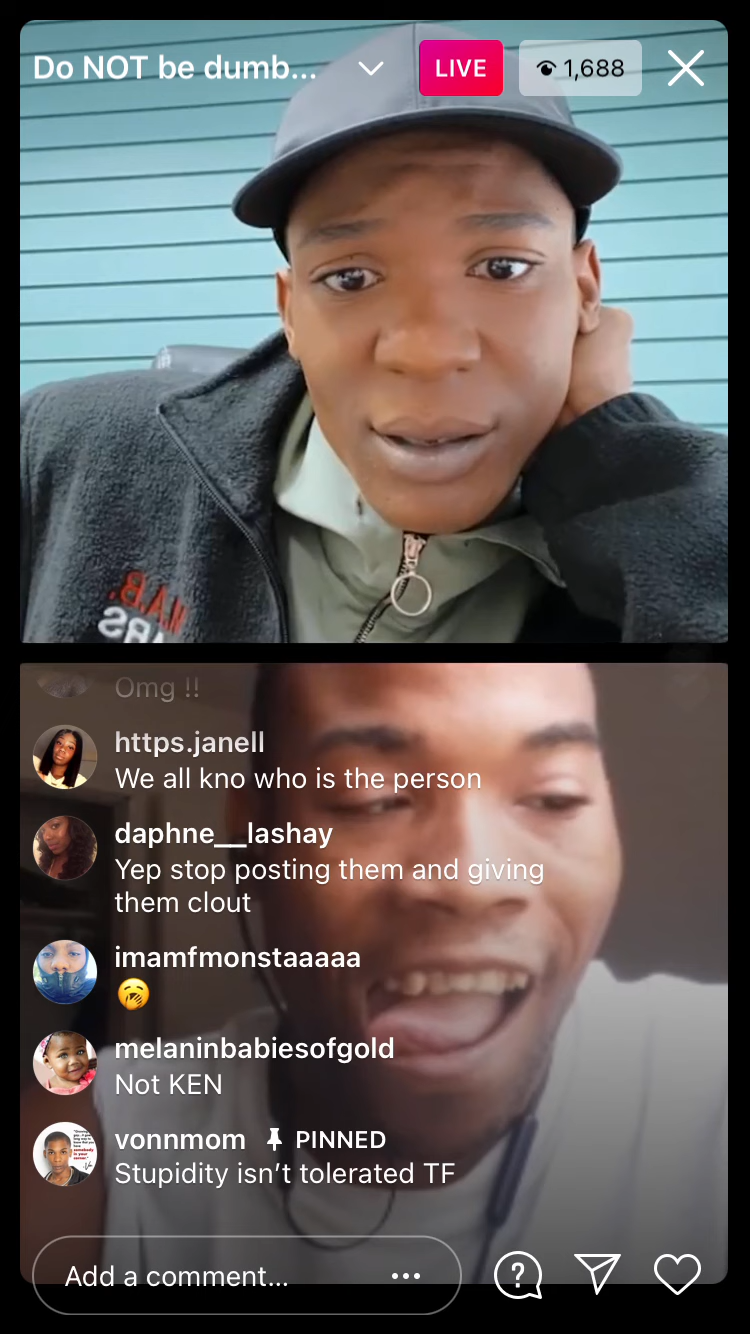 Do NOT be dumb...
LIVE
1,688
Omg !!
https.janell
We all kno who is the person
daphne__lashay
Yep stop posting them and giving
them clout
imamfmonstaaaaa
🥱
melaninbabiesofgold
Not KEN
vonnmom PINNED
Stupidity isn’t tolerated TF
Add a comment...